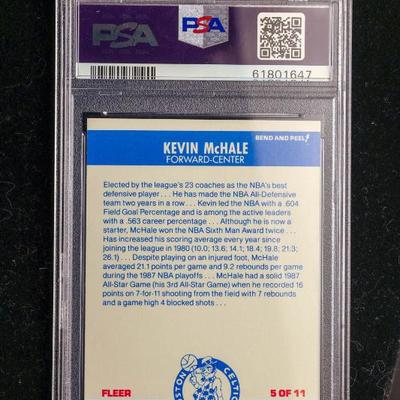 PSA
PSA
PSA
61801647
BEND AND PEEL
KEVIN McHALE
FORWARD-CENTER
Elected by the league's 23 coaches as the NBA's best
defensive player . . . He has made the NBA All-Defensive
team two years in a row . . . Kevin led the NBA with a .604
Field Goal Percentage and is among the active leaders
with a .563 career percentage . . . Although he is now a
starter, McHale won the NBA Sixth Man Award twice . . .
Has increased his scoring average every year since
joining the league in 1980 (10.0; 13.6; 14.1; 18.4; 19.8; 21.3;
26.1) . . . Despite playing on an injured foot, McHale
averaged 21.1 points per game and 9.2 rebounds per game
during the 1987 NBA playoffs . . . McHale had a solid 1987
All-Star Game (his 3rd All-Star Game) when he recorded 16
points on 7-for-11 shooting from the field with 7 rebounds
and a game high 4 blocked shots . . .
FLEER
5 OF 11